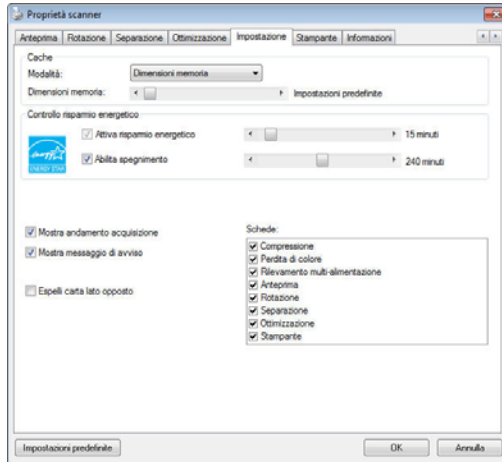 Proprietà scanner
Anteprima Rotazione Separazione Ottimizzazione Impostazione Stampante Informazioni
Cache
Modalità: Dimensioni memoria
Dimensioni memoria: Impostazioni predefinite
Controllo risparmio energetico
Attiva risparmio energetico 15 minuti
ENERGY STAR
Abilita spegnimento 240 minuti
Mostra andamento acquisizione
Mostra messaggio di avviso
Espelli carta lato opposto
Schede:
Compressione
Perdita di colore
Rilevamento multi-alimentazione
Anteprima
Rotazione
Separazione
Ottimizzazione
Stampante
Impostazioni predefinite OK Annulla